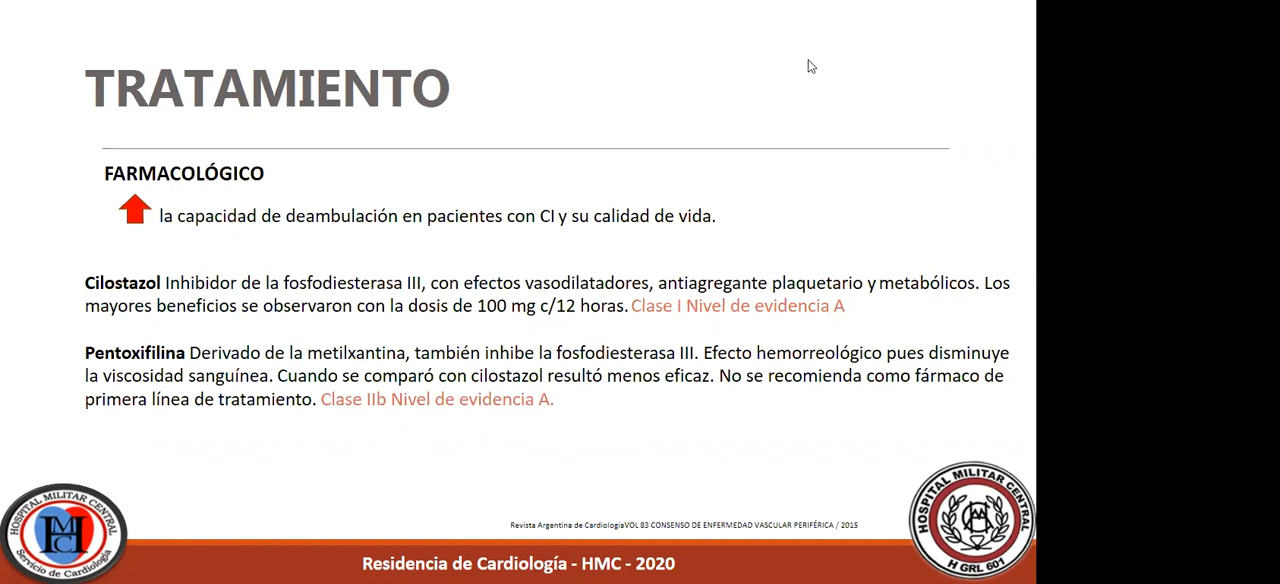 TRATAMIENTO
FARMACOLÓGICO
la capacidad de deambulación en pacientes con CI y su calidad de vida.
Cilostazol Inhibidor de la fosfodiesterasa III, con efectos vasodilatadores, antiagregante plaquetario y metabólicos. Los
mayores beneficios se observaron con la dosis de 100 mg c/12 horas. Clase I Nivel de evidencia A
Pentoxifilina Derivado de la metilxantina, también inhibe la fosfodiesterasa III. Efecto hemorreológico pues disminuye
la viscosidad sanguínea. Cuando se comparó con cilostazol resultó menos eficaz. No se recomienda como fármaco de
primera línea de tratamiento. Clase IIb Nivel de evidencia A.
Revista Argentina de CardiologíaVOL 83 CONSENSO DE ENFERMEDAD VASCULAR PERIFÉRICA / 2015
HOSPITAL MILITAR CENTRAL
HMC
Servicio de Cardiología
Residencia de Cardiología - HMC - 2020
HOSPITAL MILITAR CENTRAL
H GRL 601